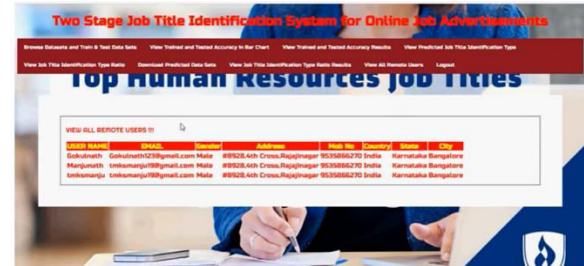 Two Stage Job Title Identification System for Online Job Advertisements
Browse Datasets and Train & Test Data Sets View Trained and Tested Accuracy in Bar Chart View Trained and Tested Accuracy Results View Predicted Job Title Identification Type
View Job Title Identification Type Ratio Download Predicted Data Sets View Job Title Identification Type Ratio Results View All Remote Users Logout
Top Human Resources Job Titles
VIEW ALL REMOTE USERS !!!
USER NAME EMAIL Gender Address Mob No Country State City
Gokulnath Gokulnath123@gmail.com Male #8928,4th Cross,Rajajinagar 9535866270 India Karnataka Bangalore
Manjunath tmksmanju19@gmail.com Male #8928,4th Cross,Rajajinagar 9535866270 India Karnataka Bangalore
tmksmanju tmksmanju19@gmail.com Male #8928,4th Cross,Rajajinagar 9535866270 India Karnataka Bangalore